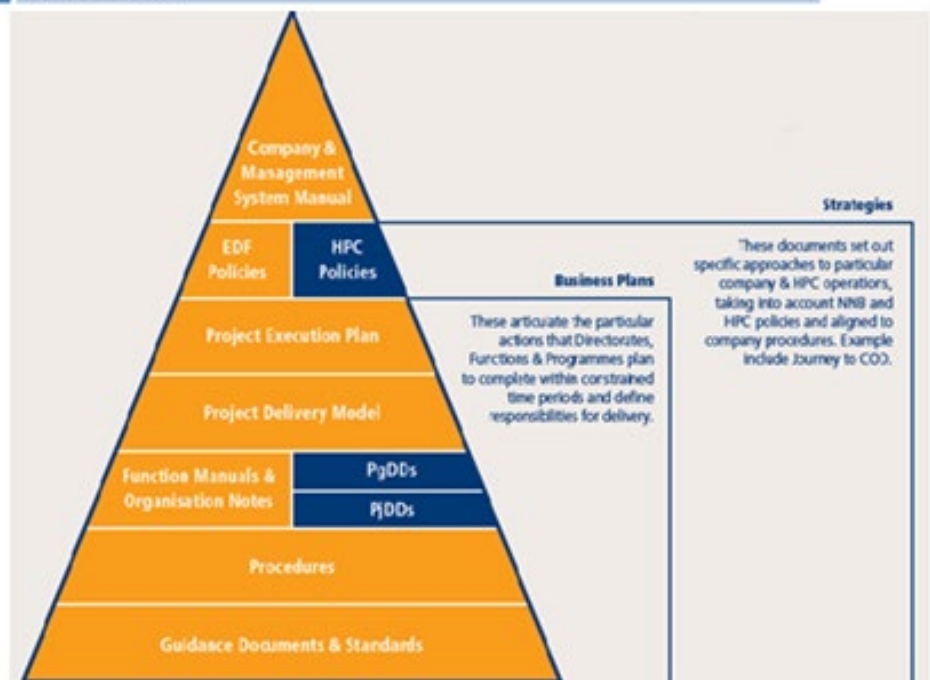 Company &
Management
System Manual
EDF
Policies
HPC
Policies
Project Execution Plan
Project Delivery Model
Function Manuals &
Organisation Notes
PgDDs
PjDDs
Procedures
Guidance Documents & Standards
Business Plans
These articulate the particular
actions that Directorates,
Functions & Programmes plan
to complete within constrained
time periods and define
responsibilities for delivery.
Strategies
These documents set out
specific approaches to particular
company & HPC operations,
taking into account NNB and
HPC policies and aligned to
company procedures. Example
include Journey to COD.